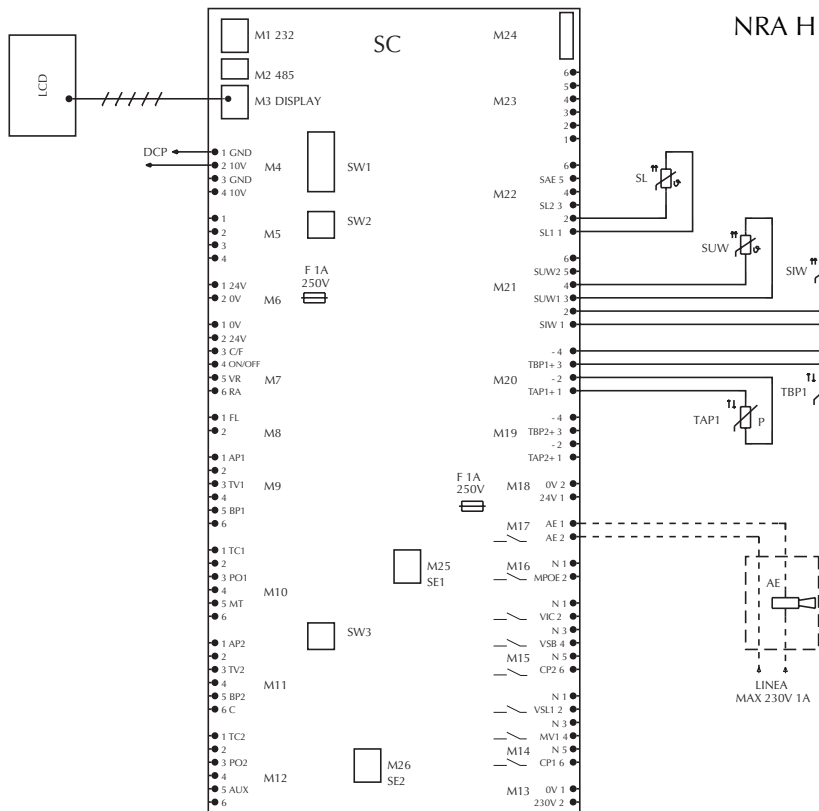 NRA H
SC
LCD
M1 232
M2 485
M3 DISPLAY
DCP
1 GND
2 10V
3 GND
4 10V
M4
1
2
3
4
M5
1 24V
2 0V
M6
1 0V
2 24V
3 C/F
4 ON/OFF
5 VR
6 RA
M7
1 FL
2
M8
1 AP1
2
3 TV1
4
5 BP1
6
M9
1 TC1
2
3 PO1
4
5 MT
6
M10
1 AP2
2
3 TV2
4
5 BP2
6 C
M11
1 TC2
2
3 PO2
4
5 AUX
6
M12
SW1
SW2
F 1A
250V
F 1A
250V
M25
SE1
SW3
M26
SE2
M24
6
5
4
3
2
1
M23
6
SAE 5
4
SL2 3
2
SL1 1
M22
6
SUW2 5
4
SUW1 3
2
SIW 1
M21
- 4
TBP1+ 3
- 2
TAP1+ 1
M20
- 4
TBP2+ 3
- 2
TAP2+ 1
M19
M18
0V 2
24V 1
M17
AE 1
AE 2
M16
N 1
MPOE 2
N 1
VIC 2
N 3
VSB 4
N 5
CP2 6
M15
N 1
VSL1 2
N 3
MV1 4
N 5
CP1 6
M14
M13
0V 1
230V 2
SL
SUW
SIW
TBP1
TAP1
P
AE
LINEA
MAX 230V 1A